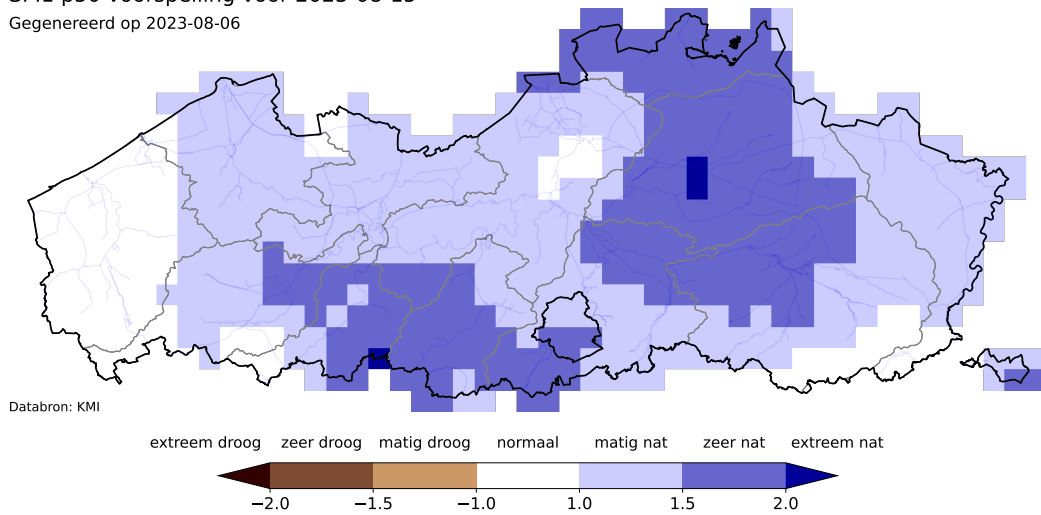 Gegenereerd op 2023-08-06
Databron: KMI
extreem droog zeer droog matig droog normaal matig nat zeer nat extreem nat
−2.0 −1.5 −1.0 1.0 1.5 2.0